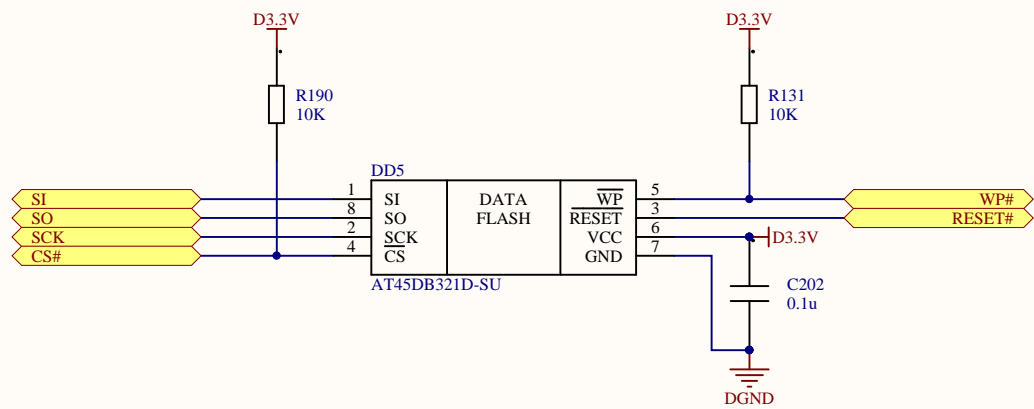 D3.3V
D3.3V
R190
10K
R131
10K
DD5
SI 1 SI DATA WP 5 WP#
SO 8 SO FLASH RESET 3 RESET#
SCK 2 SCK VCC 6 D3.3V
CS# 4 CS GND 7
AT45DB321D-SU
C202
0.1u
DGND